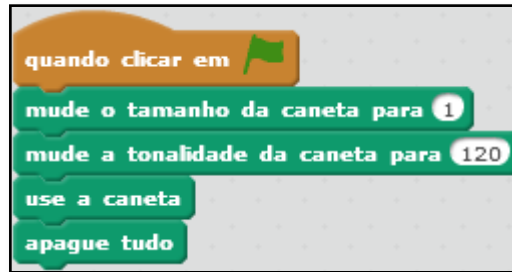 quando clicar em
mude o tamanho da caneta para 1
mude a tonalidade da caneta para 120
use a caneta
apague tudo